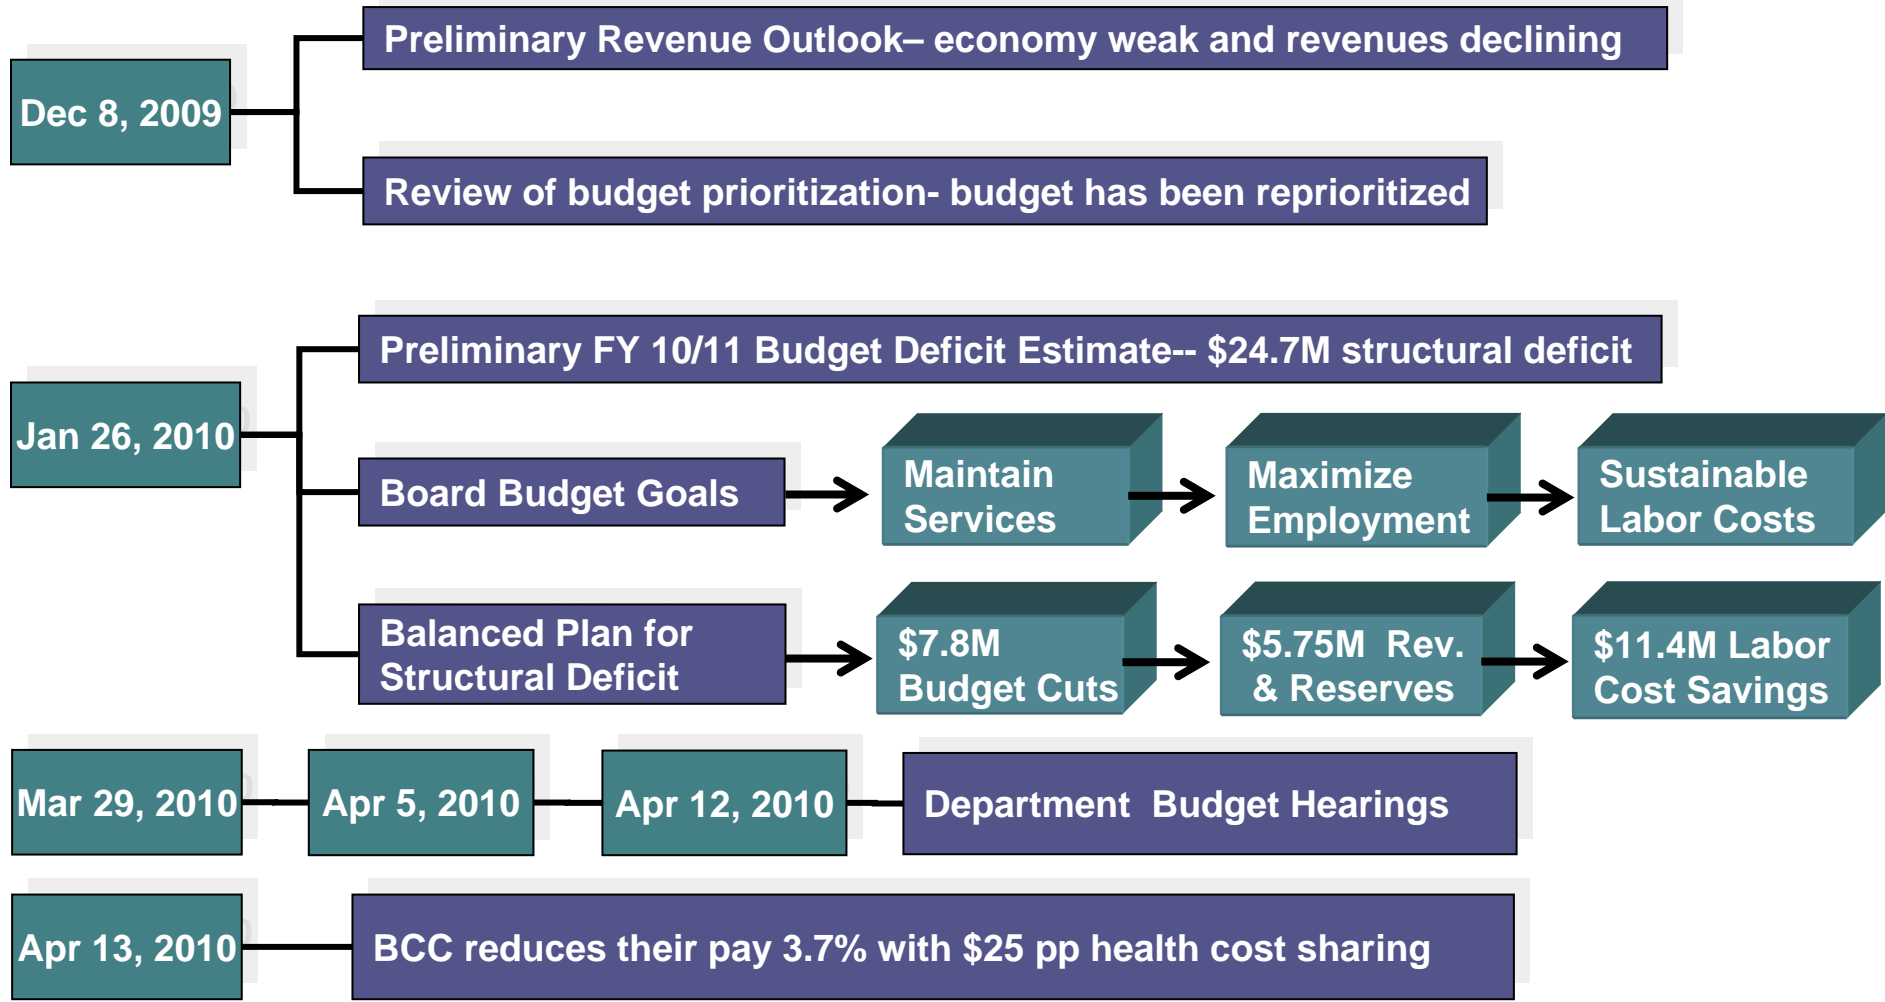 Preliminary Revenue Outlook– economy weak and revenues declining
Dec 8, 2009
Review of budget prioritization- budget has been reprioritized
Preliminary FY 10/11 Budget Deficit Estimate-- $24.7M structural deficit
Jan 26, 2010
Board Budget Goals
Maintain
Services
Maximize
Employment
Sustainable
Labor Costs
Balanced Plan for
Structural Deficit
$7.8M
Budget Cuts
$5.75M Rev.
& Reserves
$11.4M Labor
Cost Savings
Mar 29, 2010
Apr 5, 2010
Apr 12, 2010
Department Budget Hearings
Apr 13, 2010
BCC reduces their pay 3.7% with $25 pp health cost sharing